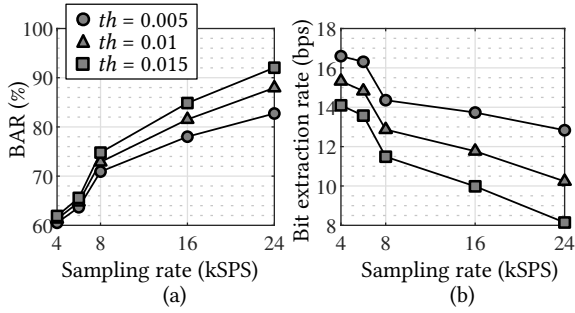 th = 0.005
th = 0.01
th = 0.015
BAR (%)
100
90
80
70
60
4
8
16
24
Sampling rate (kSPS)
(a)
Bit extraction rate (bps)
18
16
14
12
10
8
4
8
16
24
Sampling rate (kSPS)
(b)